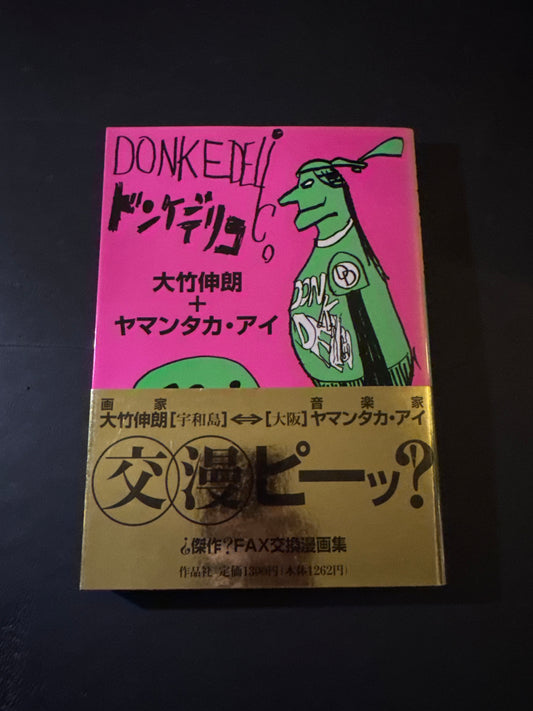 DONKEDELiCo
ドンケデリコ
大竹伸朗
+
ヤマンタカ・アイ
DD
DON
画家 音楽家
大竹伸朗[宇和島]⇔[大阪]ヤマンタカ・アイ
交漫ピーッ?
¿傑作?FAX交換漫画集
作品社 定価1300円(本体1262円)